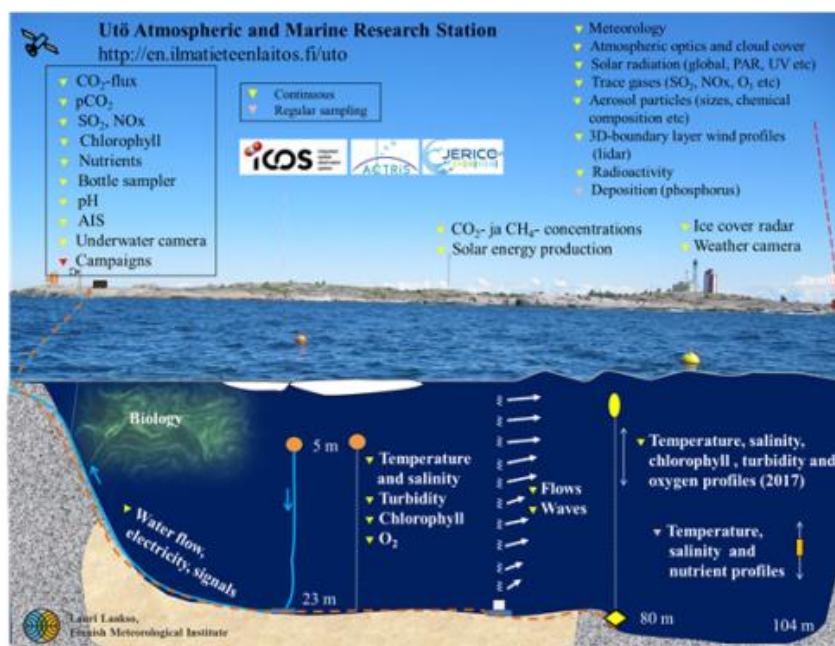 Utö Atmospheric and Marine Research Station
http://en.ilmatieteenlaitos.fi/uto
CO₂-flux
pCO₂
SO₂, NOx
Chlorophyll
Nutrients
Bottle sampler
pH
AIS
Underwater camera
Campaigns
Continuous
Regular sampling
ICOS
ACTRIS
JERICO
Meteorology
Atmospheric optics and cloud cover
Solar radiation (global, PAR, UV etc)
Trace gases (SO₂, NOx, O₃ etc)
Aerosol particles (sizes, chemical
composition etc)
3D-boundary layer wind profiles
(lidar)
Radioactivity
Deposition (phosphorus)
CO₂- ja CH₄- concentrations
Solar energy production
Ice cover radar
Weather camera
Biology
5 m
Temperature
and salinity
Turbidity
Chlorophyll
O₂
Flows
Waves
Temperature, salinity,
chlorophyll , turbidity and
oxygen profiles (2017)
Temperature,
salinity and
nutrient profiles
Water flow,
electricity, signals
23 m
80 m
104 m
Lauri Laakso,
Finnish Meteorological Institute